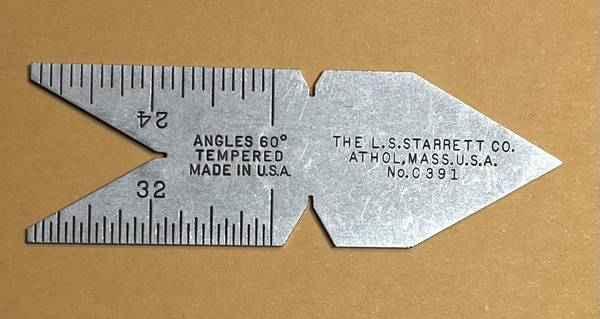 24
ANGLES 60°
TEMPERED
MADE IN U.S.A.
32
THE L.S.STARRETT CO.
ATHOL,MASS.U.S.A.
No.C391